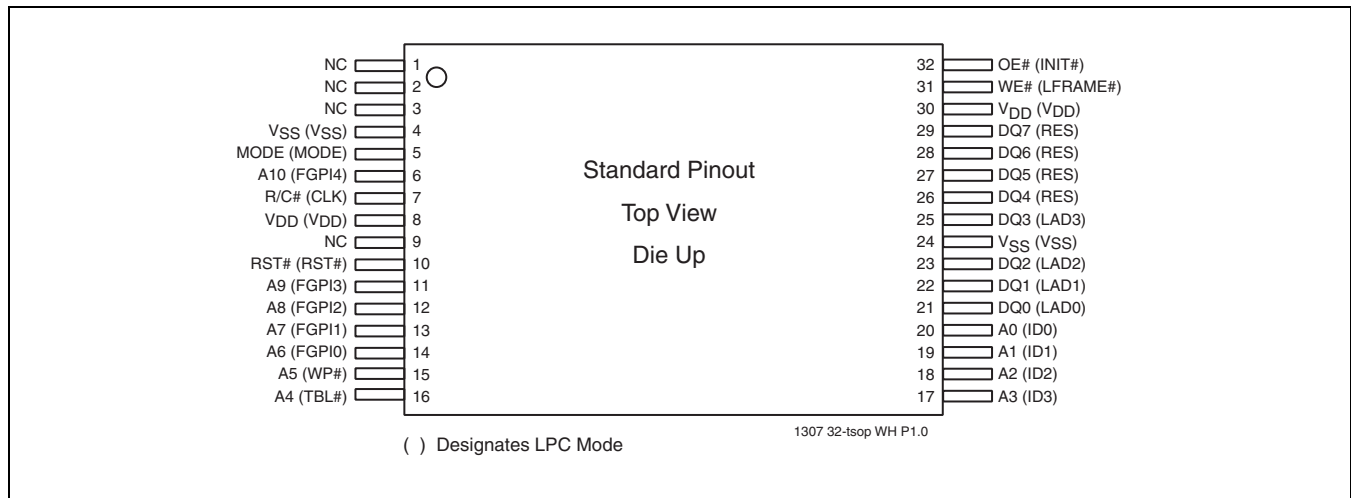 NC 1
NC 2
NC 3
VSS (VSS) 4
MODE (MODE) 5
A10 (FGPI4) 6
R/C# (CLK) 7
VDD (VDD) 8
NC 9
RST# (RST#) 10
A9 (FGPI3) 11
A8 (FGPI2) 12
A7 (FGPI1) 13
A6 (FGPI0) 14
A5 (WP#) 15
A4 (TBL#) 16
Standard Pinout
Top View
Die Up
32 OE# (INIT#)
31 WE# (LFRAME#)
30 VDD (VDD)
29 DQ7 (RES)
28 DQ6 (RES)
27 DQ5 (RES)
26 DQ4 (RES)
25 DQ3 (LAD3)
24 VSS (VSS)
23 DQ2 (LAD2)
22 DQ1 (LAD1)
21 DQ0 (LAD0)
20 A0 (ID0)
19 A1 (ID1)
18 A2 (ID2)
17 A3 (ID3)
1307 32-tsop WH P1.0
( ) Designates LPC Mode